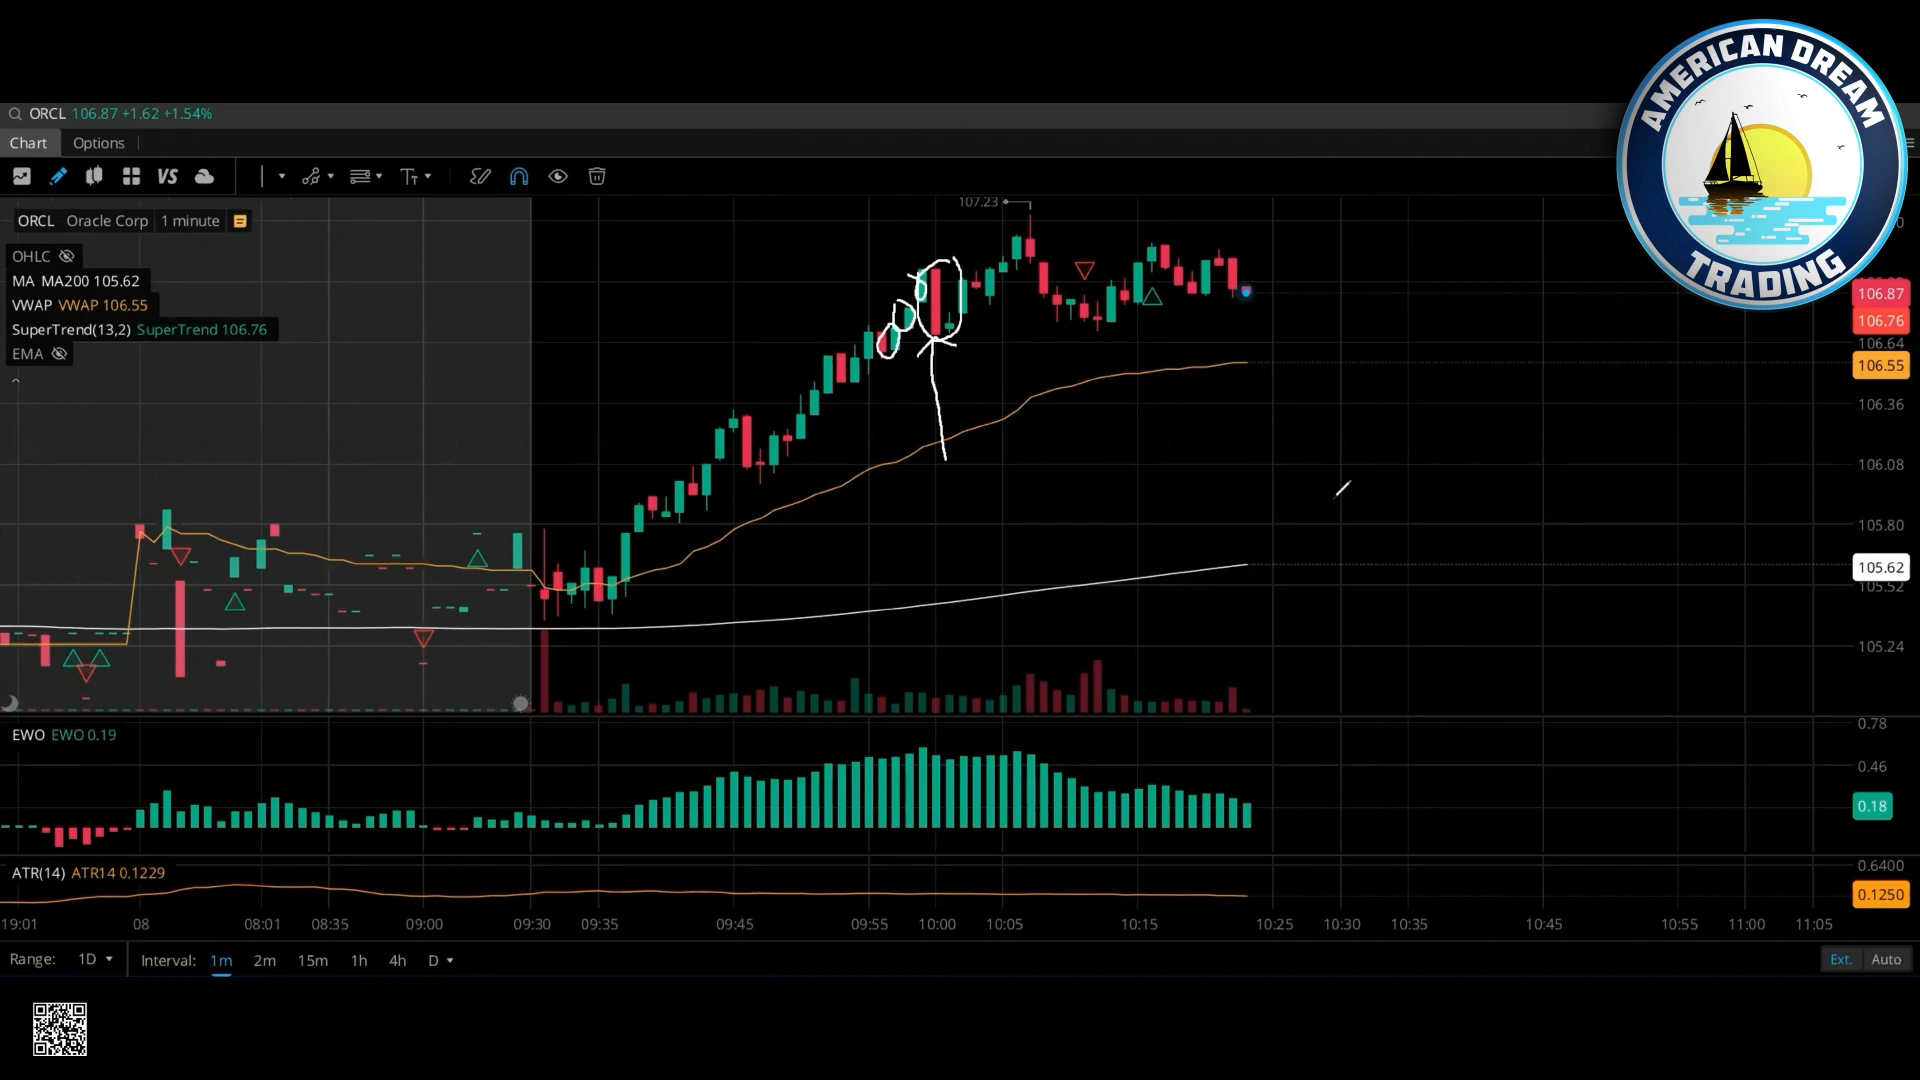 AMERICAN DREAM
TRADING
ORCL 106.87 +1.62 +1.54%
Chart Options
VS Tт
ORCL Oracle Corp 1 minute
107.23
OHLC
MA MA200 105.62
VWAP VWAP 106.55
SuperTrend(13,2) SuperTrend 106.76
EMA
106.87
106.76
106.64
106.55
106.36
106.08
105.80
105.62
105.52
105.24
EWO EWO 0.19
0.78
0.46
0.18
ATR(14) ATR14 0.1229
0.6400
0.1250
19:01 08 08:01 08:35 09:00 09:30 09:35 09:45 09:55 10:00 10:05 10:15 10:25 10:30 10:35 10:45 10:55 11:00 11:05
Range: 1D Interval: 1m 2m 15m 1h 4h D Ext. Auto